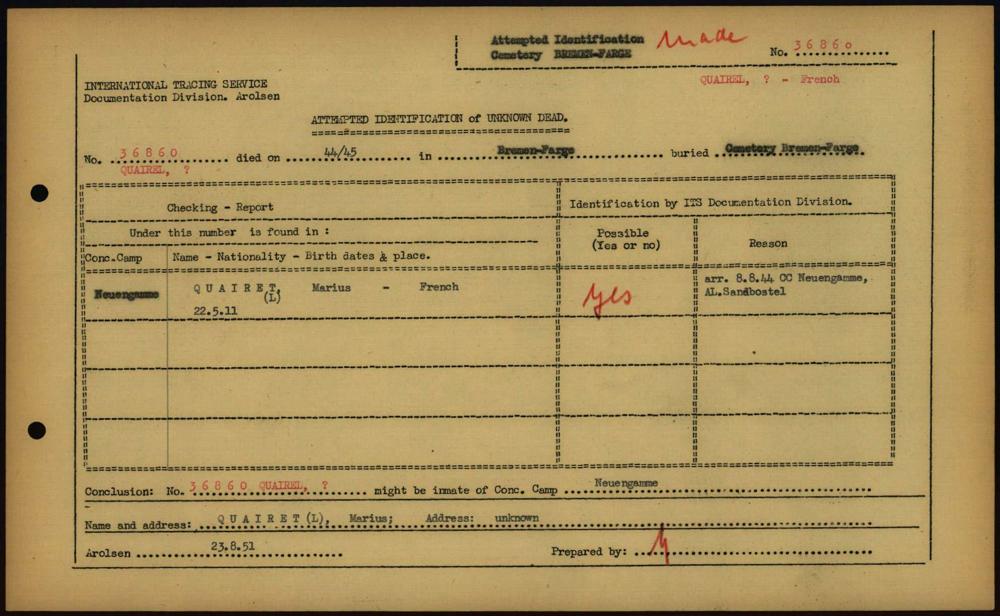 Attempted Identification made
Cemetery BREMEN-FARGE No. 36860
QUAIREL, ? - French
INTERNATIONAL TRACING SERVICE
Documentation Division. Arolsen
ATTEMPTED IDENTIFICATION of UNKNOWN DEAD.
No. 36860 died on 44/45 in Bremen-Farge buried Cemetery Bremen-Farge
QUAIREL, ?
Checking - Report
Identification by ITS Documentation Division.
Under this number is found in :
Possible (Yes or no)
Reason
Conc.Camp Name - Nationality - Birth dates & place.
Neuengamme QUAIRET, (L) Marius - French
22.5.11
yes
arr. 8.8.44 CC Neuengamme,
AL.Sandbostel
Conclusion: No. 36860 QUAIREL, ? might be inmate of Conc. Camp Neuengamme
Name and address: QUAIRET(L), Marius; Address: unknown
Arolsen 23.8.51 Prepared by: